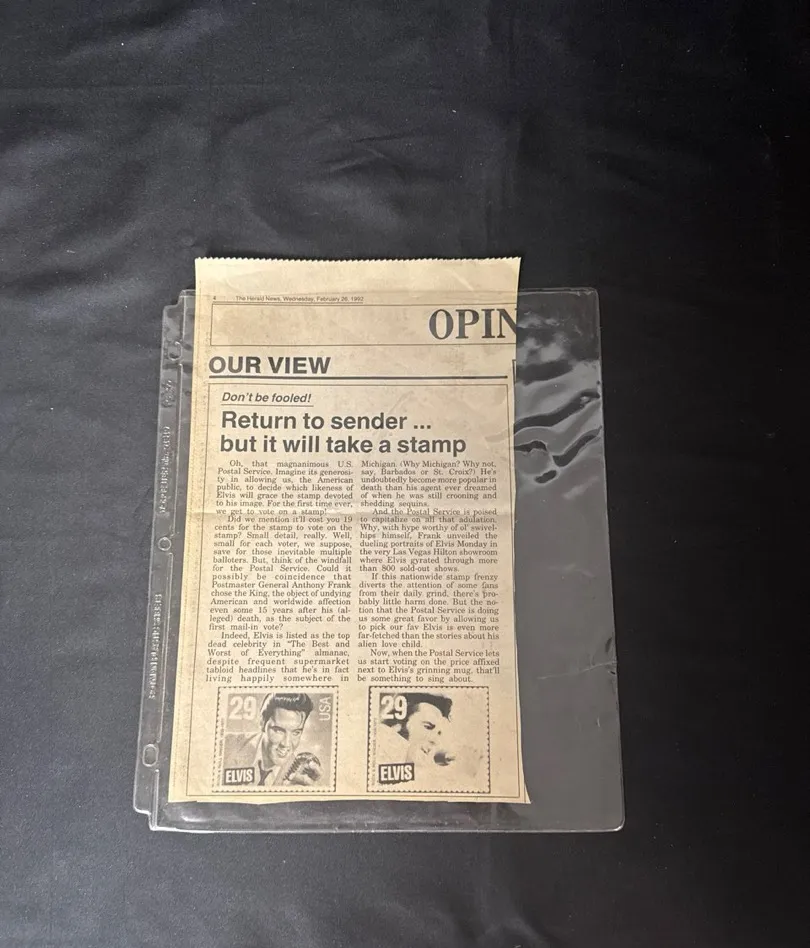 4 The Herald News, Wednesday, February 26, 1992
OPIN
OUR VIEW
Don't be fooled!
Return to sender ...
but it will take a stamp
Oh, that magnanimous U.S.
Postal Service. Imagine its generosi-
ty in allowing us, the American
public, to decide which likeness of
Elvis will grace the stamp devoted
to his image. For the first time ever,
we get to vote on a stamp!
Did we mention it'll cost you 19
cents for the stamp to vote on the
stamp? Small detail, really. Well,
small for each voter, we suppose,
save for those inevitable multiple
balloters. But, think of the windfall
for the Postal Service. Could it
possibly be coincidence that
Postmaster General Anthony Frank
chose the King, the object of undying
American and worldwide affection
even some 15 years after his (al-
leged) death, as the subject of the
first mail-in vote?
Indeed, Elvis is listed as the top
dead celebrity in "The Best and
Worst of Everything" almanac,
despite frequent supermarket
tabloid headlines that he's in fact
living happily somewhere in
Michigan (Why Michigan? Why not,
say, Barbados or St. Croix?) He's
undoubtedly become more popular in
death than his agent ever dreamed
of when he was still crooning and
shedding sequins.
And the Postal Service is poised
to capitalize on all that adulation.
Why, with hype worthy of ol' swivel-
hips himself, Frank unveiled the
dueling portraits of Elvis Monday in
the very Las Vegas Hilton showroom
where Elvis gyrated through more
than 800 sold-out shows.
If this nationwide stamp frenzy
diverts the attention of some fans
from their daily grind, there's pro-
bably little harm done. But the no-
tion that the Postal Service is doing
us some great favor by allowing us
to pick our fav Elvis is even more
far-fetched than the stories about his
alien love child.
Now, when the Postal Service lets
us start voting on the price affixed
next to Elvis's grinning mug, that'll
be something to sing about.
29
USA
ELVIS
29
ELVIS